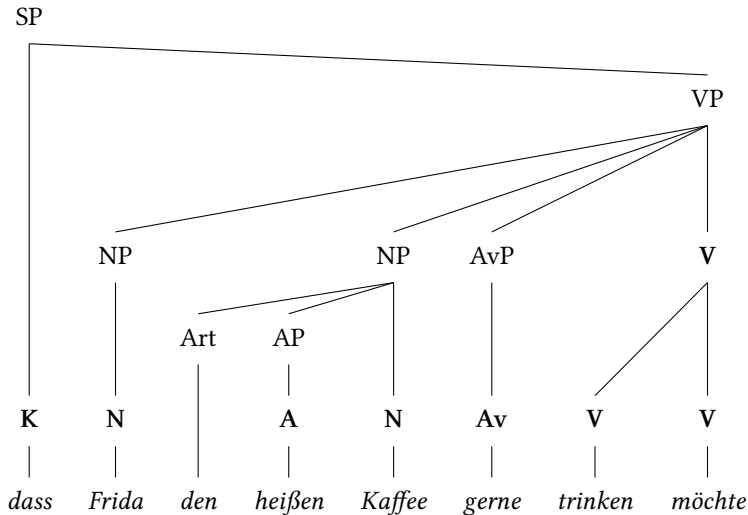 SP
VP
NP NP AvP V
Art AP
K N A N Av V V
dass Frida den heißen Kaffee gerne trinken möchte